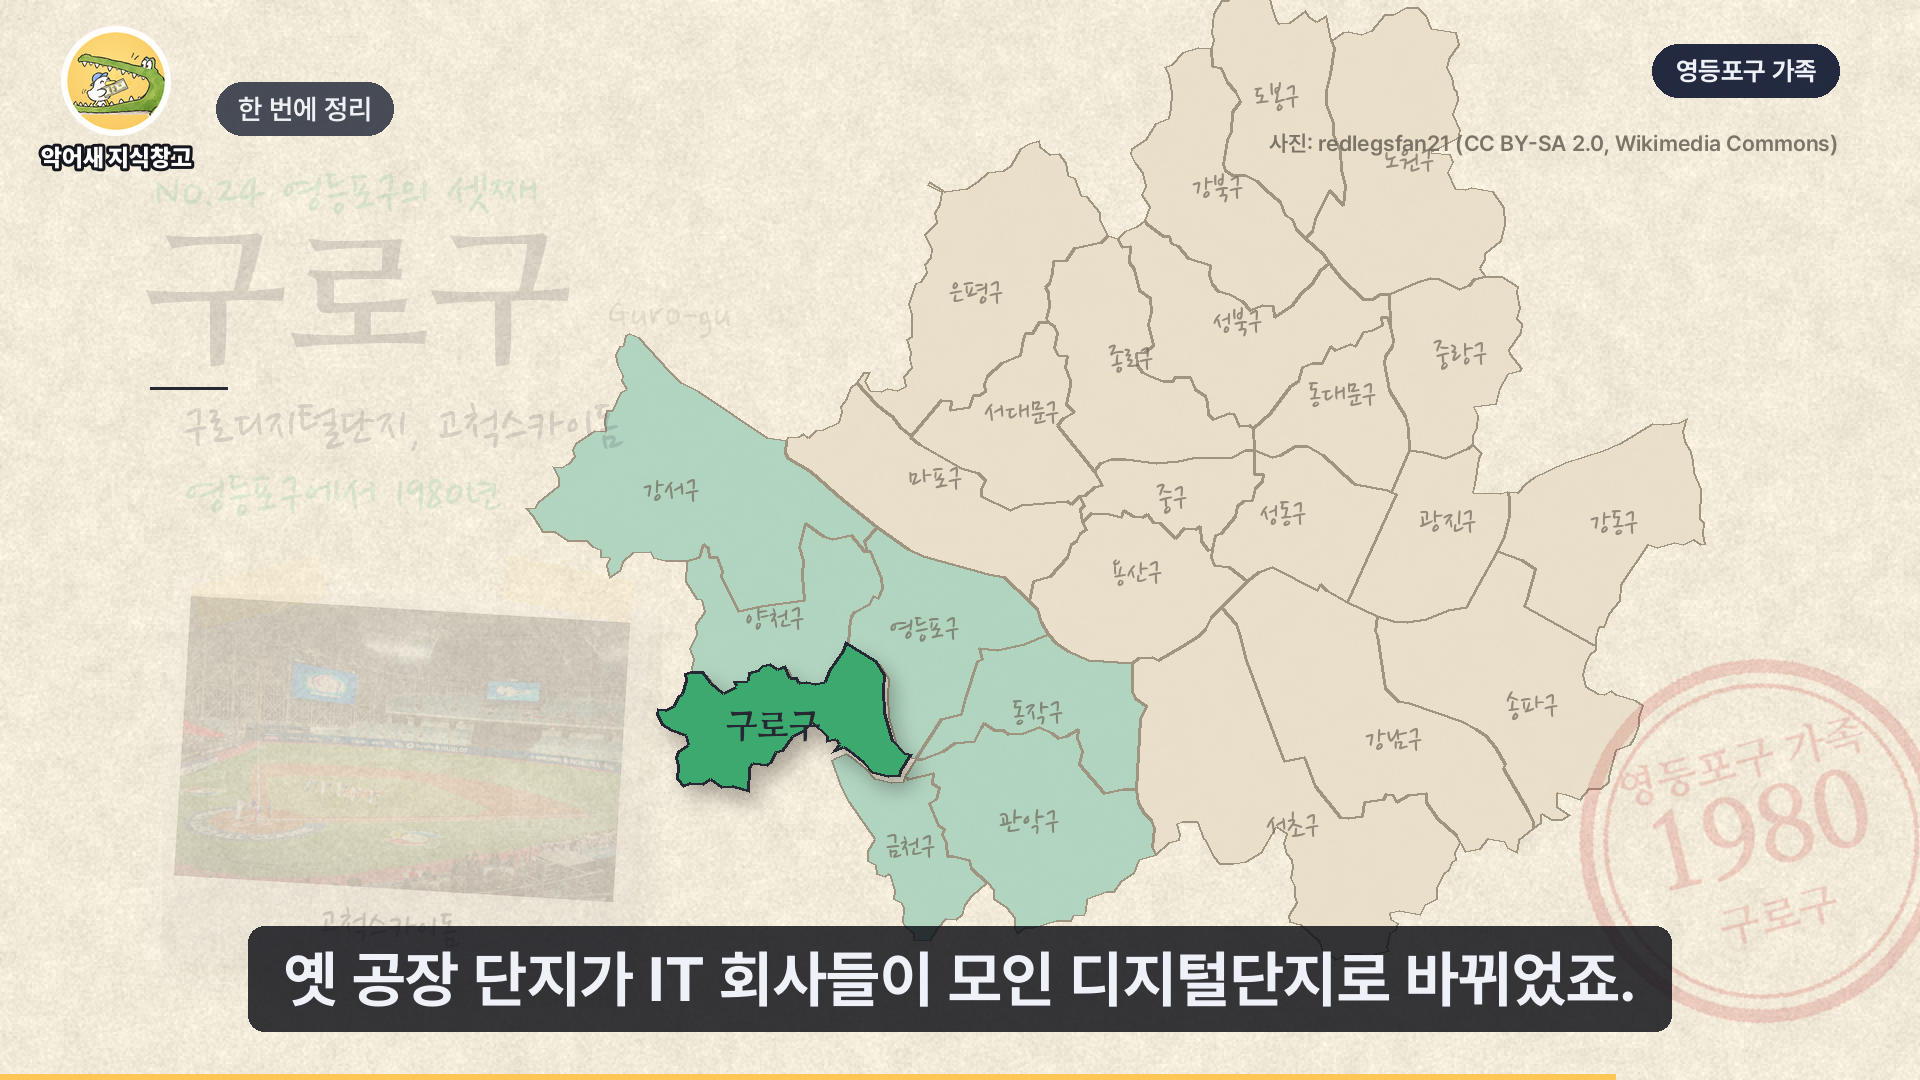 악어새 지식창고
한 번에 정리
영등포구 가족
사진: redlegsfan21 (CC BY-SA 2.0, Wikimedia Commons)
NO.24 영등포구의 셋째
구로구
Guro-gu
구로디지털단지, 고척스카이돔
영등포구에서 1980년
고척스카이돔
도봉구
노원구
강북구
은평구
성북구
종로구
중랑구
동대문구
서대문구
마포구
중구
성동구
광진구
강동구
강서구
용산구
양천구
영등포구
구로구
동작구
송파구
강남구
관악구
서초구
금천구
영등포구 가족
1980
구로구
옛 공장 단지가 IT 회사들이 모인 디지털단지로 바뀌었죠.